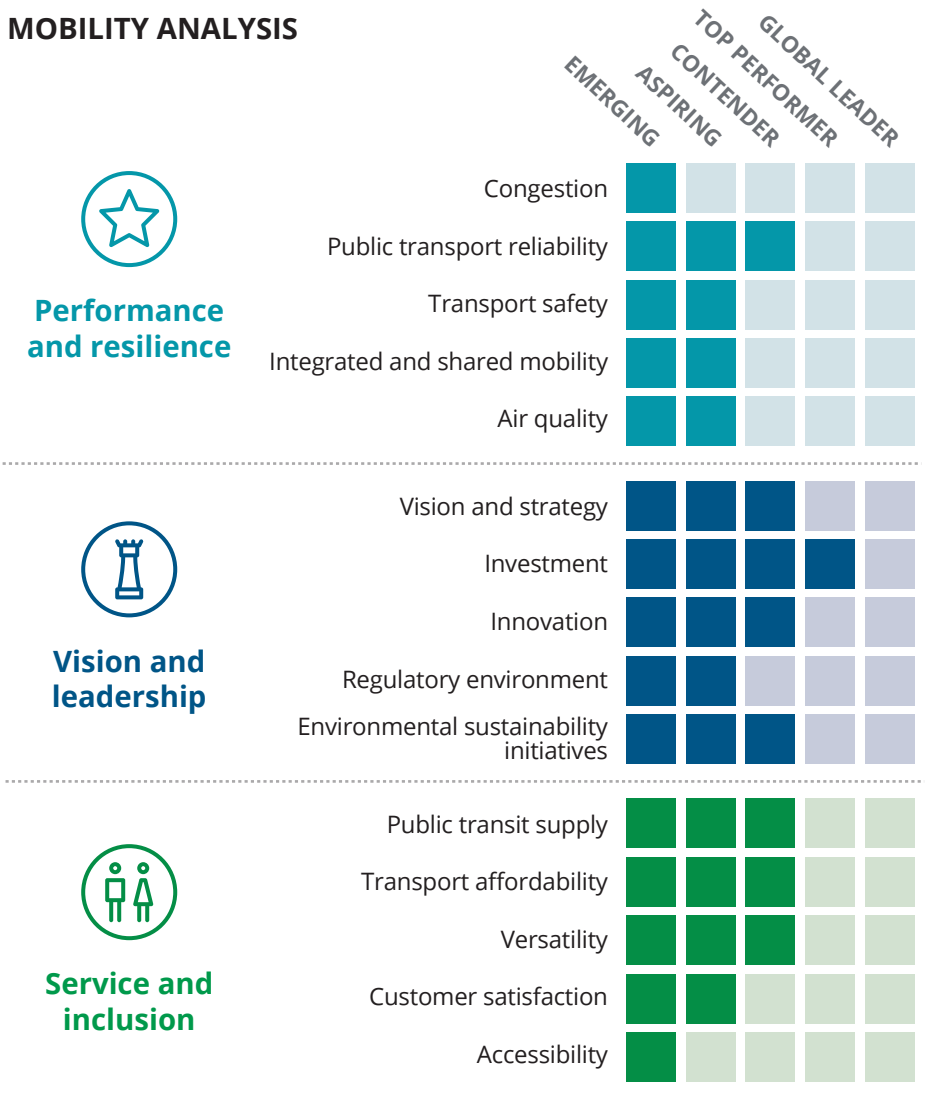 MOBILITY ANALYSIS
EMERGING
ASPIRING
CONTENDER
TOP PERFORMER
GLOBAL LEADER
Performance
and resilience
Congestion
Public transport reliability
Transport safety
Integrated and shared mobility
Air quality
Vision and
leadership
Vision and strategy
Investment
Innovation
Regulatory environment
Environmental sustainability
initiatives
Service and
inclusion
Public transit supply
Transport affordability
Versatility
Customer satisfaction
Accessibility